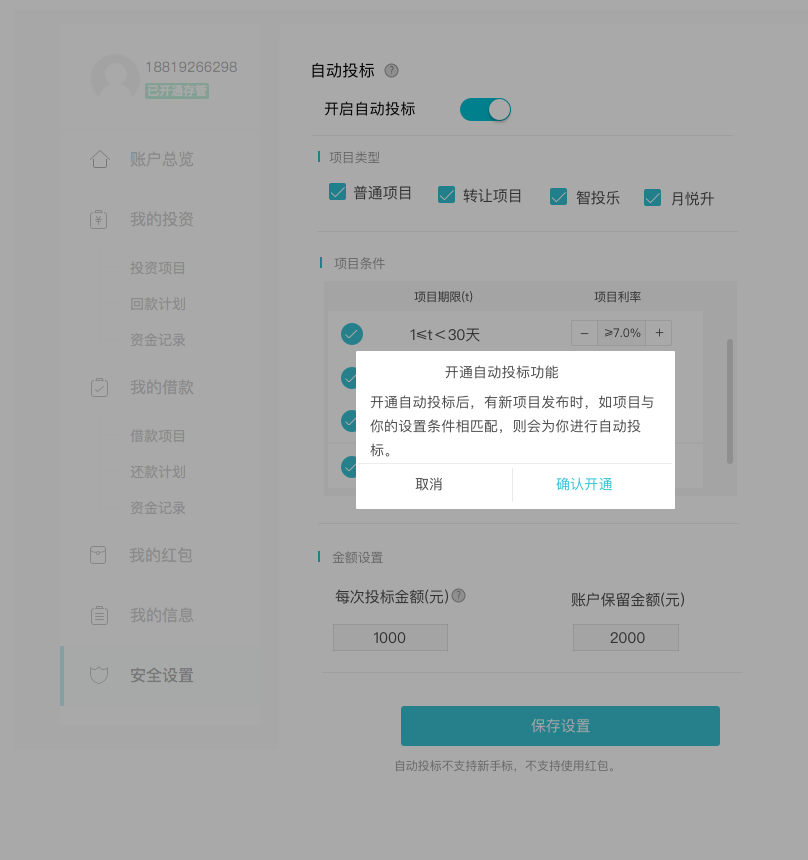 18819266298
已开通存管
账户总览
我的投资
投资项目
回款计划
资金记录
我的借款
借款项目
还款计划
资金记录
我的红包
我的信息
安全设置
自动投标 ?
开启自动投标
项目类型
普通项目 转让项目 智投乐 月悦升
项目条件
项目期限(t) 项目利率
1≤t＜30天 − ≥7.0% +
开通自动投标功能
开通自动投标后，有新项目发布时，如项目与
你的设置条件相匹配，则会为你进行自动投
标。
取消 确认开通
金额设置
每次投标金额(元) ? 账户保留金额(元)
1000 2000
保存设置
自动投标不支持新手标，不支持使用红包。